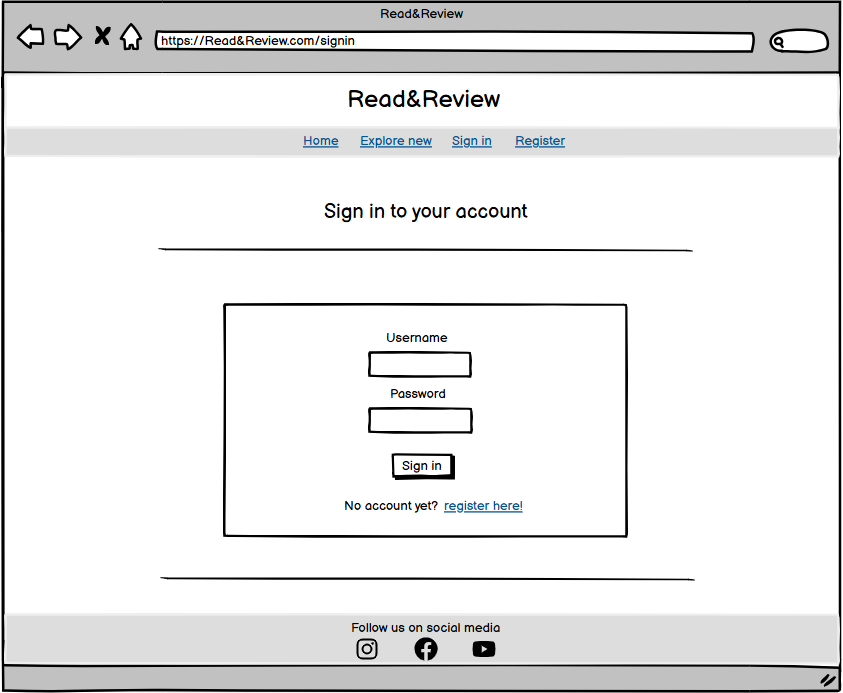 Read&Review
https://Read&Review.com/signin
Read&Review
Home Explore new Sign in Register
Sign in to your account
Username
Password
Sign in
No account yet? register here!
Follow us on social media